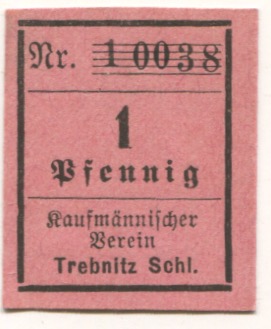 Nr. 10038
1
Pfennig
Kaufmännischer
Verein
Trebnitz Schl.